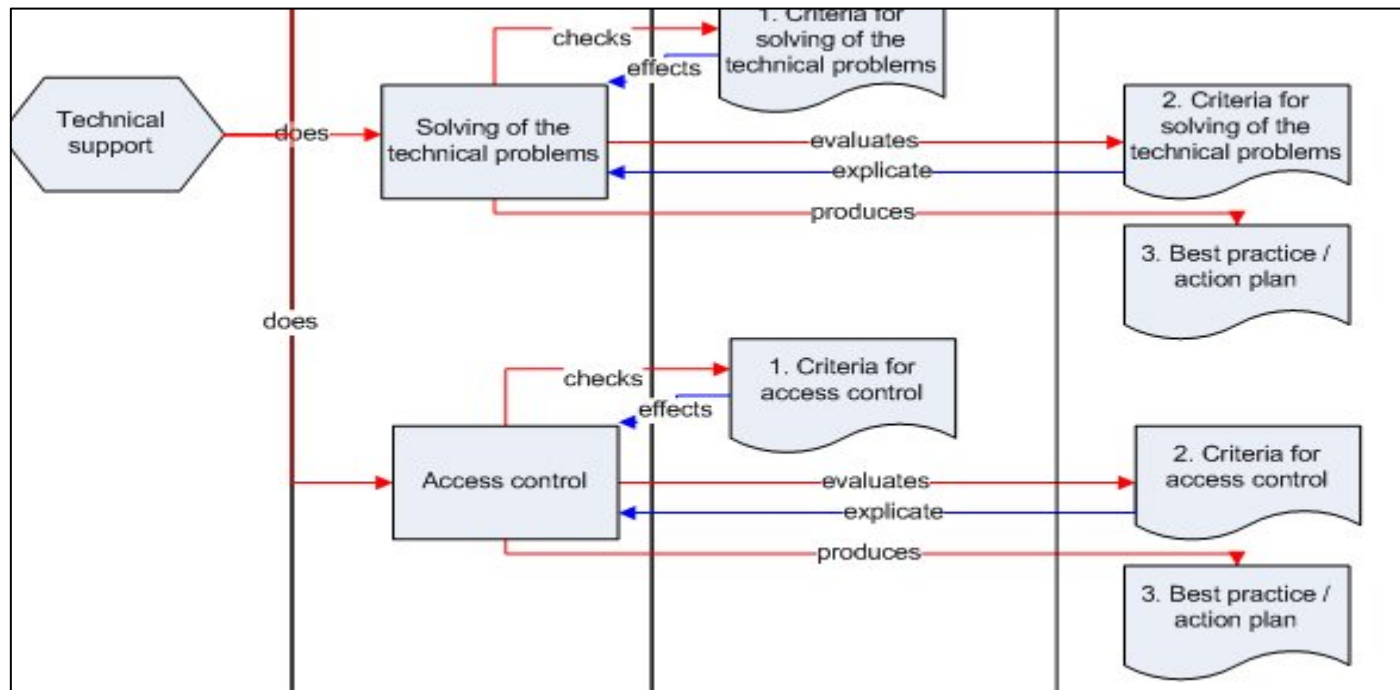 1. Criteria for
solving of the
technical problems
checks
effects
Technical
support
does
Solving of the
technical problems
evaluates
explicate
produces
2. Criteria for
solving of the
technical problems
3. Best practice /
action plan
does
checks
effects
1. Criteria for
access control
Access control
evaluates
explicate
produces
2. Criteria for
access control
3. Best practice /
action plan